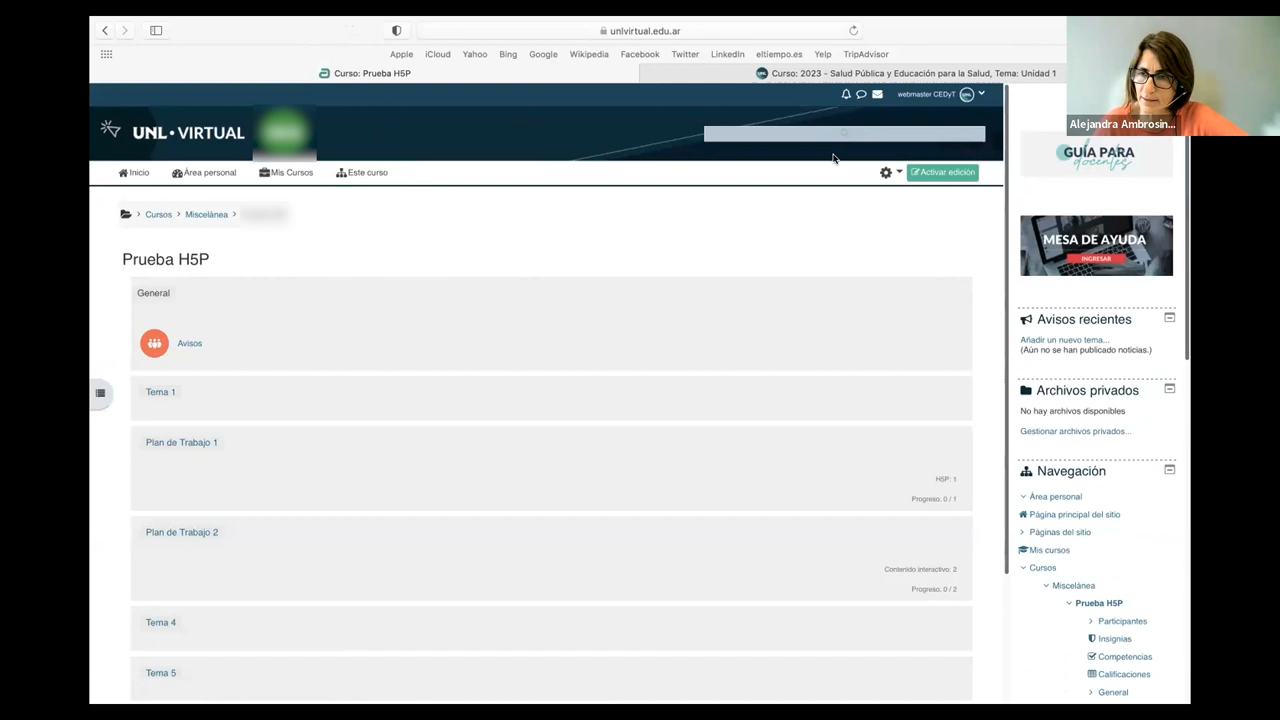 unlvirtual.edu.ar
Apple iCloud Yahoo Bing Google Wikipedia Facebook Twitter LinkedIn eltiempo.es Yelp TripAdvisor
Curso: Prueba H5P
Curso: 2023 - Salud Pública y Educación para la Salud, Tema: Unidad 1
webmaster CEDyT
UNL
UNL • VIRTUAL
Alejandra Ambrosin...
Inicio Área personal Mis Cursos Este curso
Activar edición
Cursos Miscelánea
Prueba H5P
General
Avisos
Tema 1
Plan de Trabajo 1
H5P: 1
Progreso: 0 / 1
Plan de Trabajo 2
Contenido interactivo: 2
Progreso: 0 / 2
Tema 4
Tema 5
GUÍA PARA
docentes
MESA DE AYUDA
INGRESAR
Avisos recientes
Añadir un nuevo tema...
(Aún no se han publicado noticias.)
Archivos privados
No hay archivos disponibles
Gestionar archivos privados...
Navegación
Área personal
Página principal del sitio
Páginas del sitio
Mis cursos
Cursos
Miscelánea
Prueba H5P
Participantes
Insignias
Competencias
Calificaciones
General